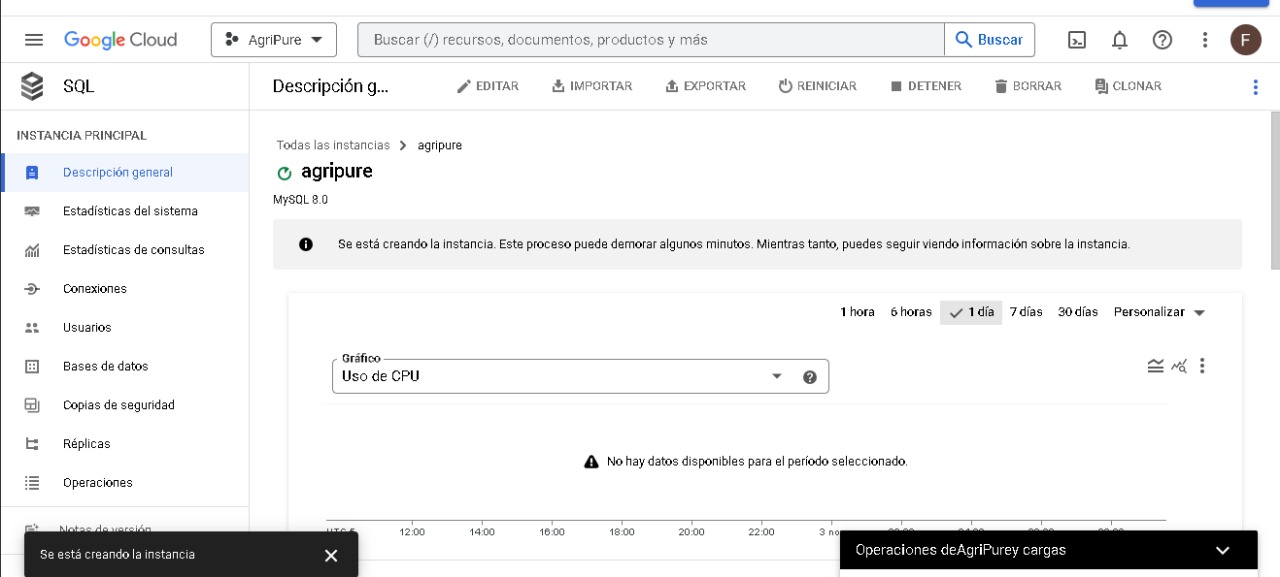 Google Cloud
AgriPure
Buscar (/) recursos, documentos, productos y más
Buscar
F
SQL
Descripción g...
EDITAR
IMPORTAR
EXPORTAR
REINICIAR
DETENER
BORRAR
CLONAR
INSTANCIA PRINCIPAL
Descripción general
Estadísticas del sistema
Estadísticas de consultas
Conexiones
Usuarios
Bases de datos
Copias de seguridad
Réplicas
Operaciones
Notas de versión
Todas las instancias > agripure
agripure
MySQL 8.0
Se está creando la instancia. Este proceso puede demorar algunos minutos. Mientras tanto, puedes seguir viendo información sobre la instancia.
1 hora
6 horas
1 día
7 días
30 días
Personalizar
Gráfico
Uso de CPU
No hay datos disponibles para el período seleccionado.
12:00
14:00
16:00
18:00
20:00
22:00
Se está creando la instancia
Operaciones deAgriPurey cargas